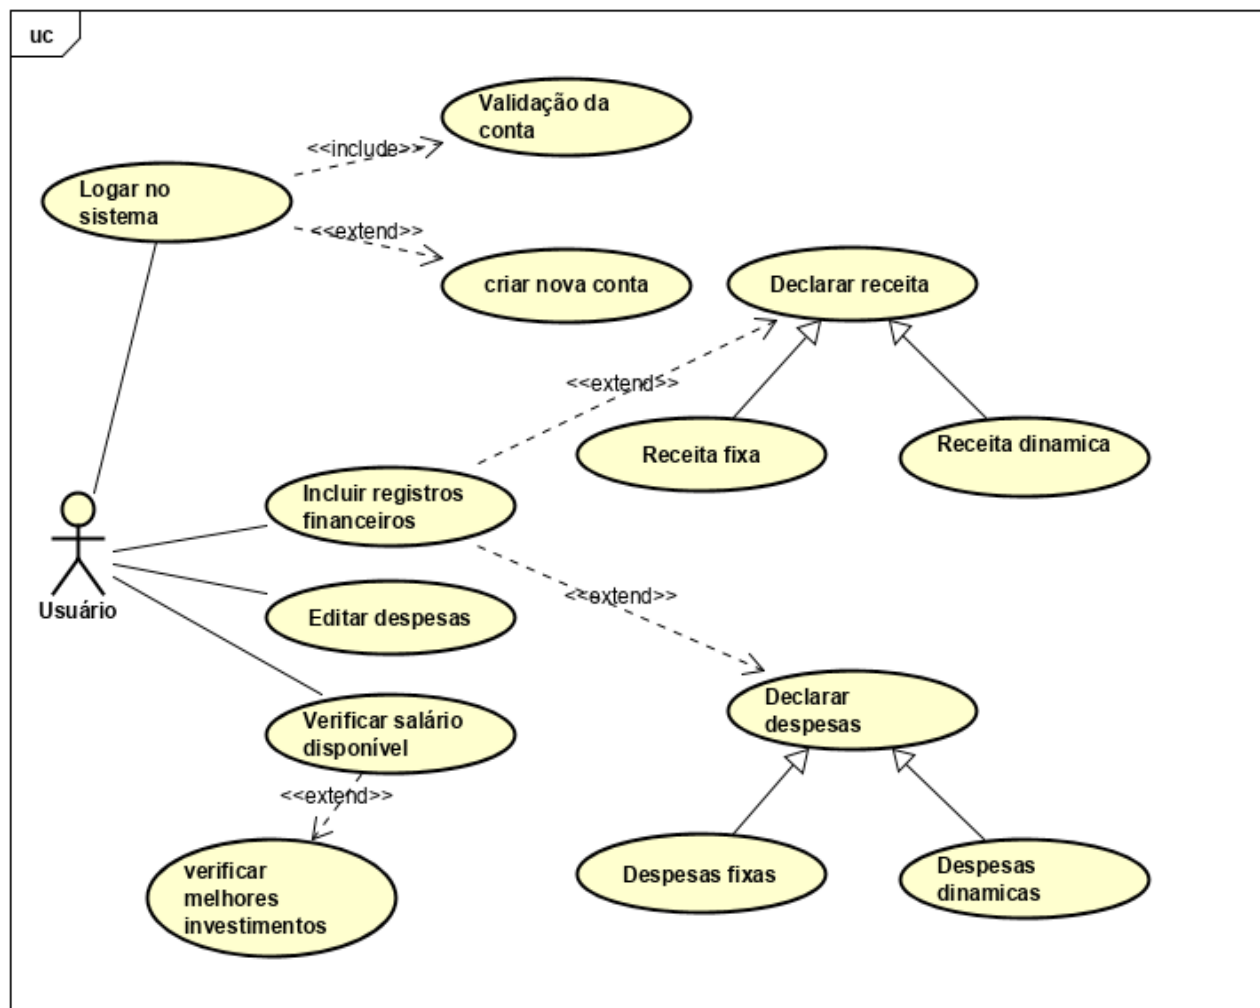 uc
Validação da
conta
<<include>>
Logar no
sistema
<<extend>>
criar nova conta
Declarar receita
<<extend>>
Receita fixa
Receita dinamica
Incluir registros
financeiros
Usuário
Editar despesas
<<extend>>
Verificar salário
disponível
Declarar
despesas
<<extend>>
verificar
melhores
investimentos
Despesas fixas
Despesas
dinamicas